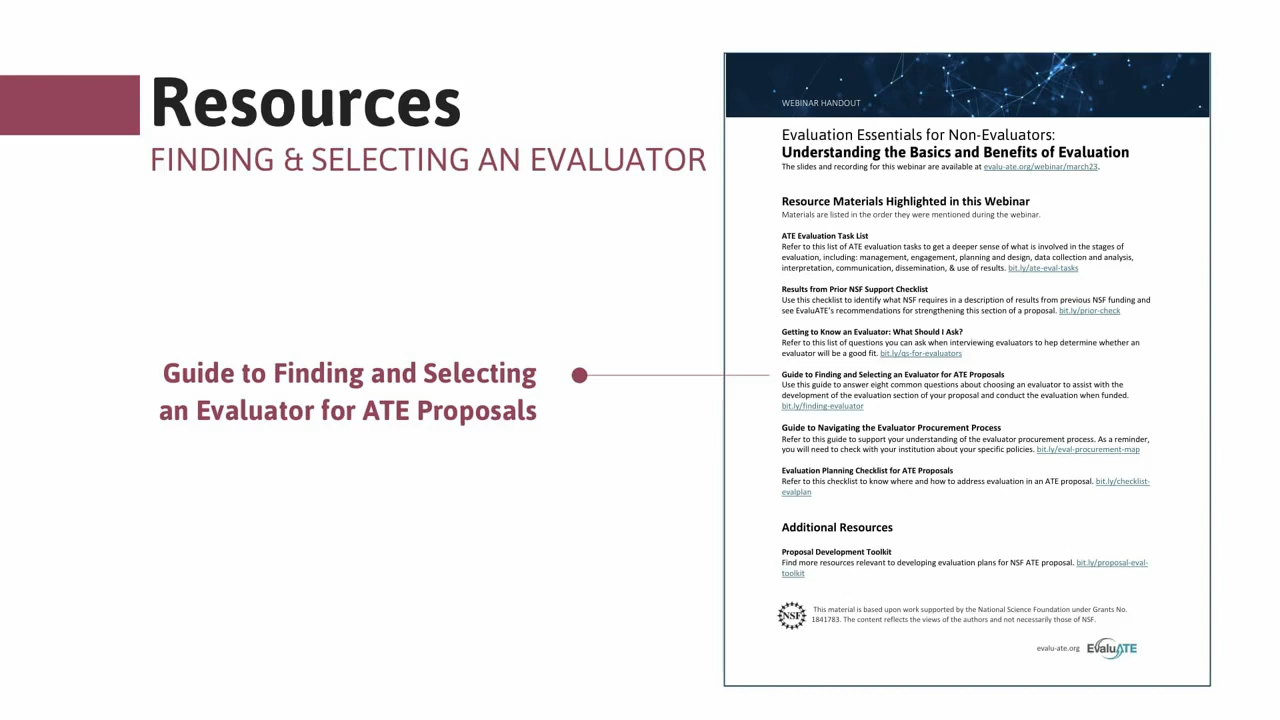 Resources
FINDING & SELECTING AN EVALUATOR
Guide to Finding and Selecting
an Evaluator for ATE Proposals
WEBINAR HANDOUT
Evaluation Essentials for Non-Evaluators:
Understanding the Basics and Benefits of Evaluation
The slides and recording for this webinar are available at evalu-ate.org/webinar/march23.
Resource Materials Highlighted in this Webinar
Materials are listed in the order they were mentioned during the webinar.
ATE Evaluation Task List
Refer to this list of ATE evaluation tasks to get a deeper sense of what is involved in the stages of
evaluation, including: management, engagement, planning and design, data collection and analysis,
interpretation, communication, dissemination, & use of results. bit.ly/ate-eval-tasks
Results from Prior NSF Support Checklist
Use this checklist to identify what NSF requires in a description of results from previous NSF funding and
see EvaluATE's recommendations for strengthening this section of a proposal. bit.ly/prior-check
Getting to Know an Evaluator: What Should I Ask?
Refer to this list of questions you can ask when interviewing evaluators to hep determine whether an
evaluator will be a good fit. bit.ly/qs-for-evaluators
Guide to Finding and Selecting an Evaluator for ATE Proposals
Use this guide to answer eight common questions about choosing an evaluator to assist with the
development of the evaluation section of your proposal and conduct the evaluation when funded.
bit.ly/finding-evaluator
Guide to Navigating the Evaluator Procurement Process
Refer to this guide to support your understanding of the evaluator procurement process. As a reminder,
you will need to check with your institution about your specific policies. bit.ly/eval-procurement-map
Evaluation Planning Checklist for ATE Proposals
Refer to this checklist to know where and how to address evaluation in an ATE proposal. bit.ly/checklist-
evalplan
Additional Resources
Proposal Development Toolkit
Find more resources relevant to developing evaluation plans for NSF ATE proposal. bit.ly/proposal-eval-
toolkit
NSF
This material is based upon work supported by the National Science Foundation under Grants No.
1841783. The content reflects the views of the authors and not necessarily those of NSF.
evalu-ate.org EvaluATE